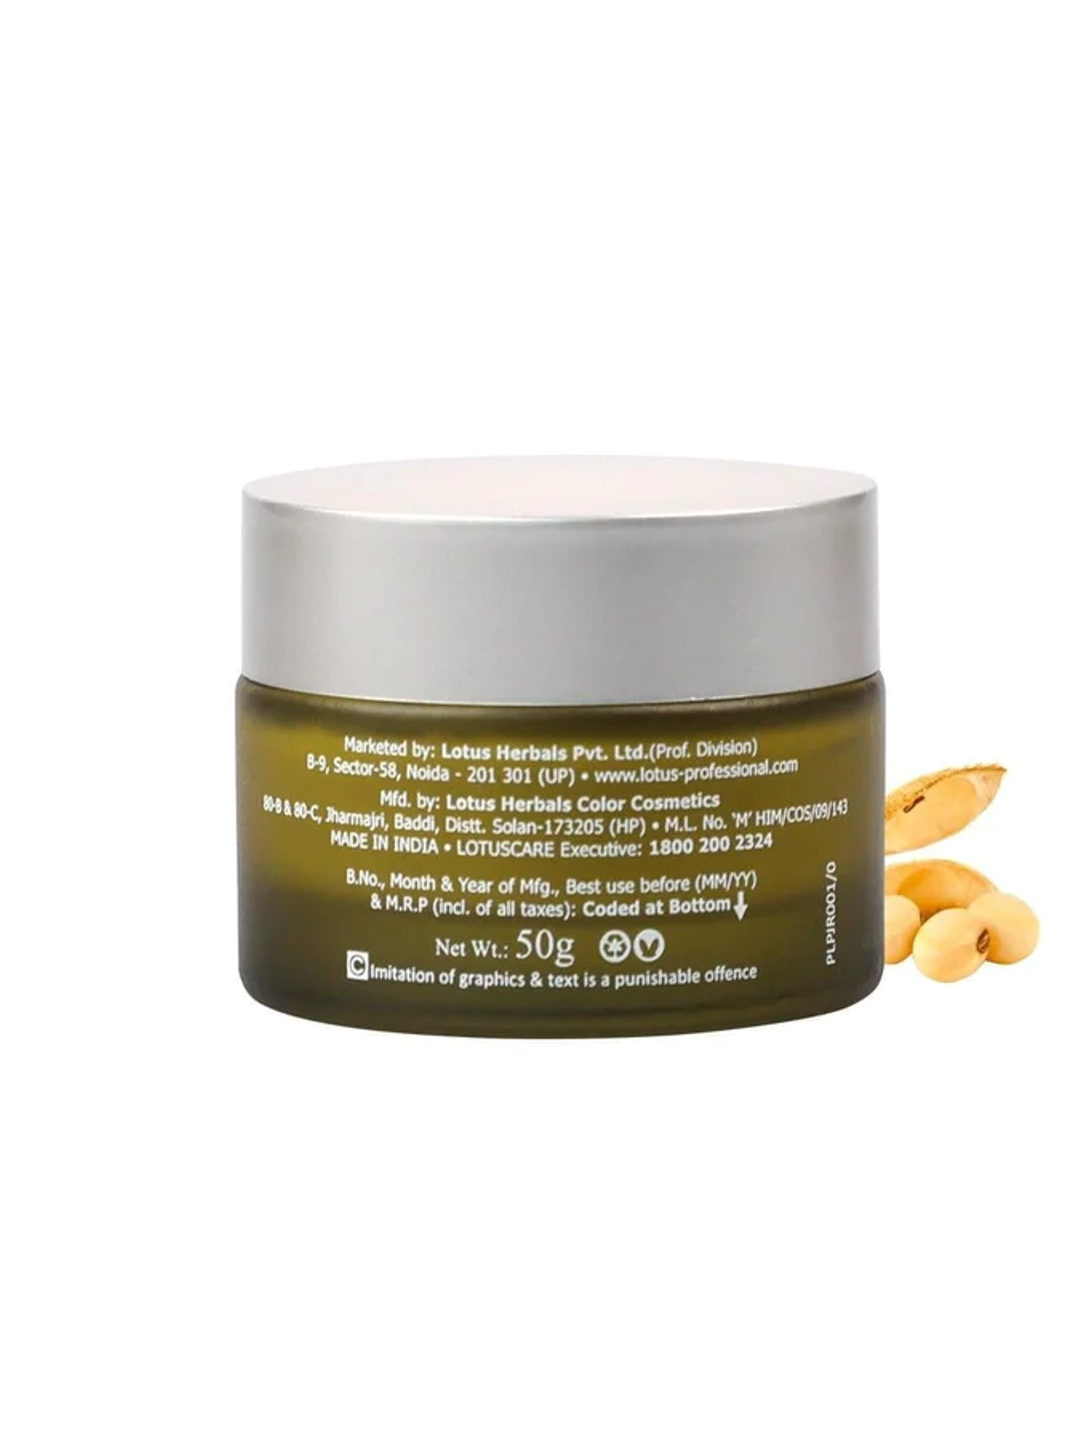 Marketed by: Lotus Herbals Pvt. Ltd.(Prof. Division)
B-9, Sector-58, Noida - 201 301 (UP) • www.lotus-professional.com
Mfd. by: Lotus Herbals Color Cosmetics
80-B & 80-C, Jharmajri, Baddi, Distt. Solan-173205 (HP) • M.L. No. 'M' HIM/COS/09/143
MADE IN INDIA • LOTUSCARE Executive: 1800 200 2324
B.No., Month & Year of Mfg., Best use before (MM/YY)
& M.R.P (incl. of all taxes): Coded at Bottom↓
Net Wt.: 50g
C Imitation of graphics & text is a punishable offence
PLPJR001/0